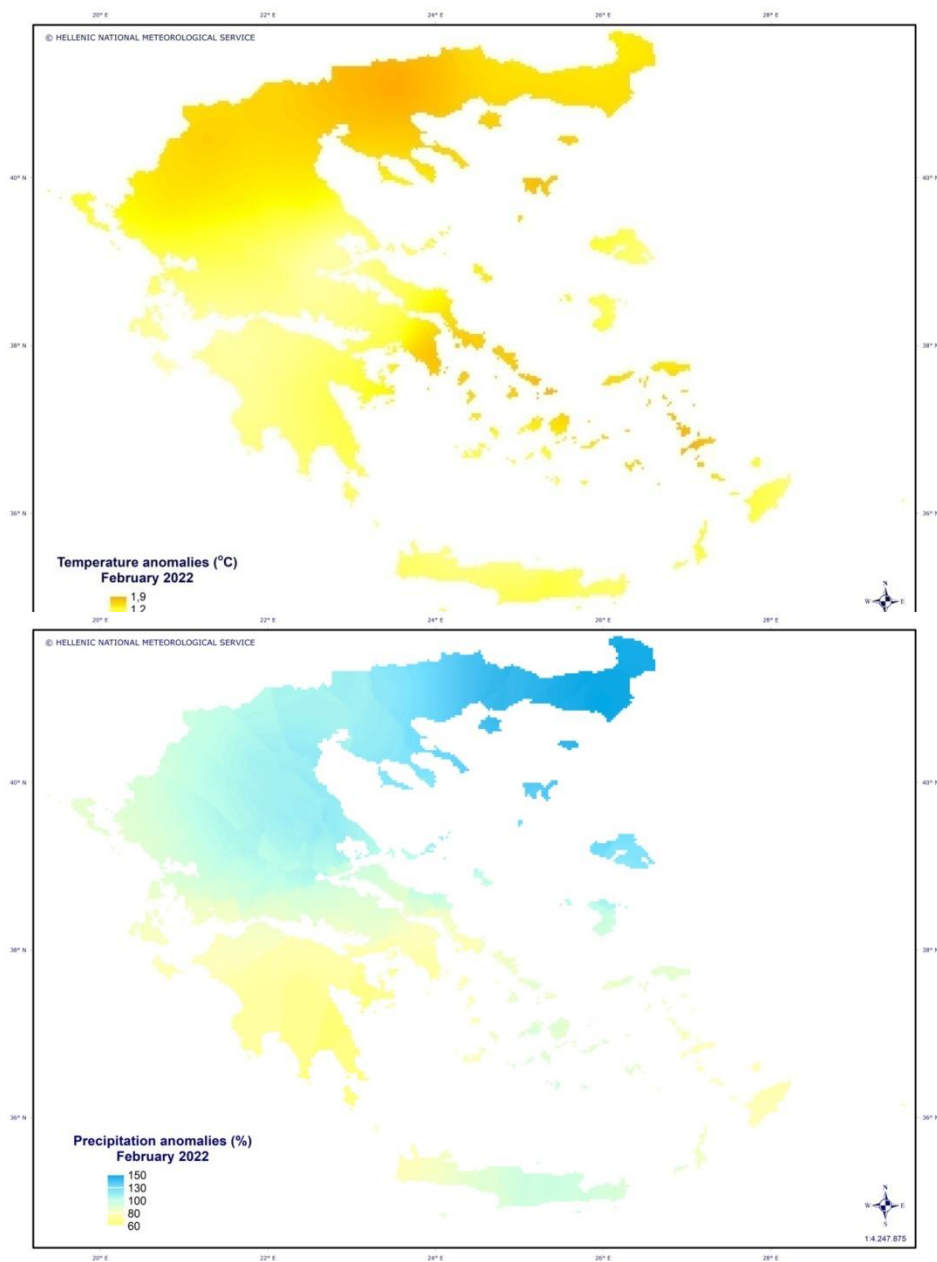 20° E 22° E 24° E 26° E 28° E
© HELLENIC NATIONAL METEOROLOGICAL SERVICE
40° N 40° N
38° N 38° N
36° N 36° N
Temperature anomalies (°C)
February 2022
1,9
1,2
N
W E
20° E 22° E 24° E 26° E 28° E
© HELLENIC NATIONAL METEOROLOGICAL SERVICE
40° N 40° N
38° N 38° N
36° N 36° N
Precipitation anomalies (%)
February 2022
150
130
100
80
60
N
W E
S
1:4.247.875
20° E 22° E 24° E 26° E 28° E